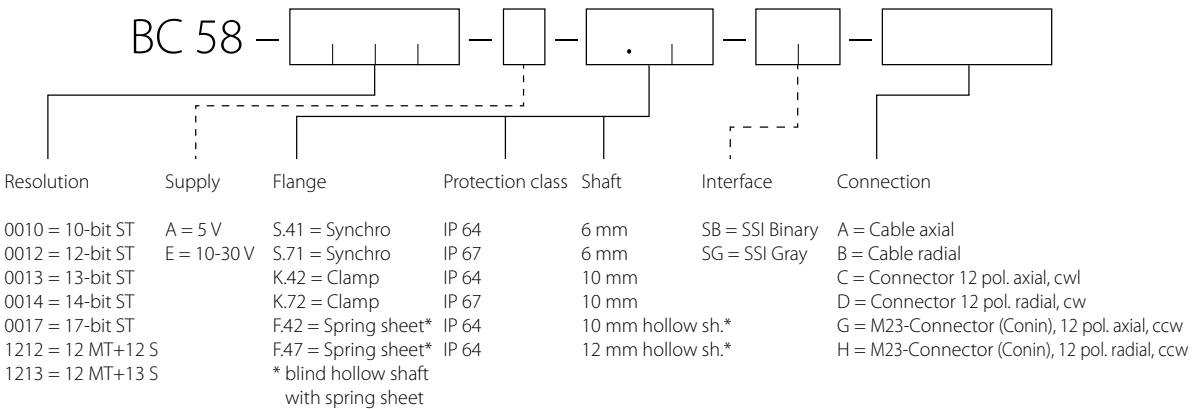 BC 58 – – – . – –
Resolution Supply Flange Protection class Shaft Interface Connection
0010 = 10-bit ST A = 5 V S.41 = Synchro IP 64 6 mm SB = SSI Binary A = Cable axial
0012 = 12-bit ST E = 10-30 V S.71 = Synchro IP 67 6 mm SG = SSI Gray B = Cable radial
0013 = 13-bit ST K.42 = Clamp IP 64 10 mm C = Connector 12 pol. axial, cwl
0014 = 14-bit ST K.72 = Clamp IP 67 10 mm D = Connector 12 pol. radial, cw
0017 = 17-bit ST F.42 = Spring sheet* IP 64 10 mm hollow sh.* G = M23-Connector (Conin), 12 pol. axial, ccw
1212 = 12 MT+12 S F.47 = Spring sheet* IP 64 12 mm hollow sh.* H = M23-Connector (Conin), 12 pol. radial, ccw
1213 = 12 MT+13 S * blind hollow shaft
with spring sheet